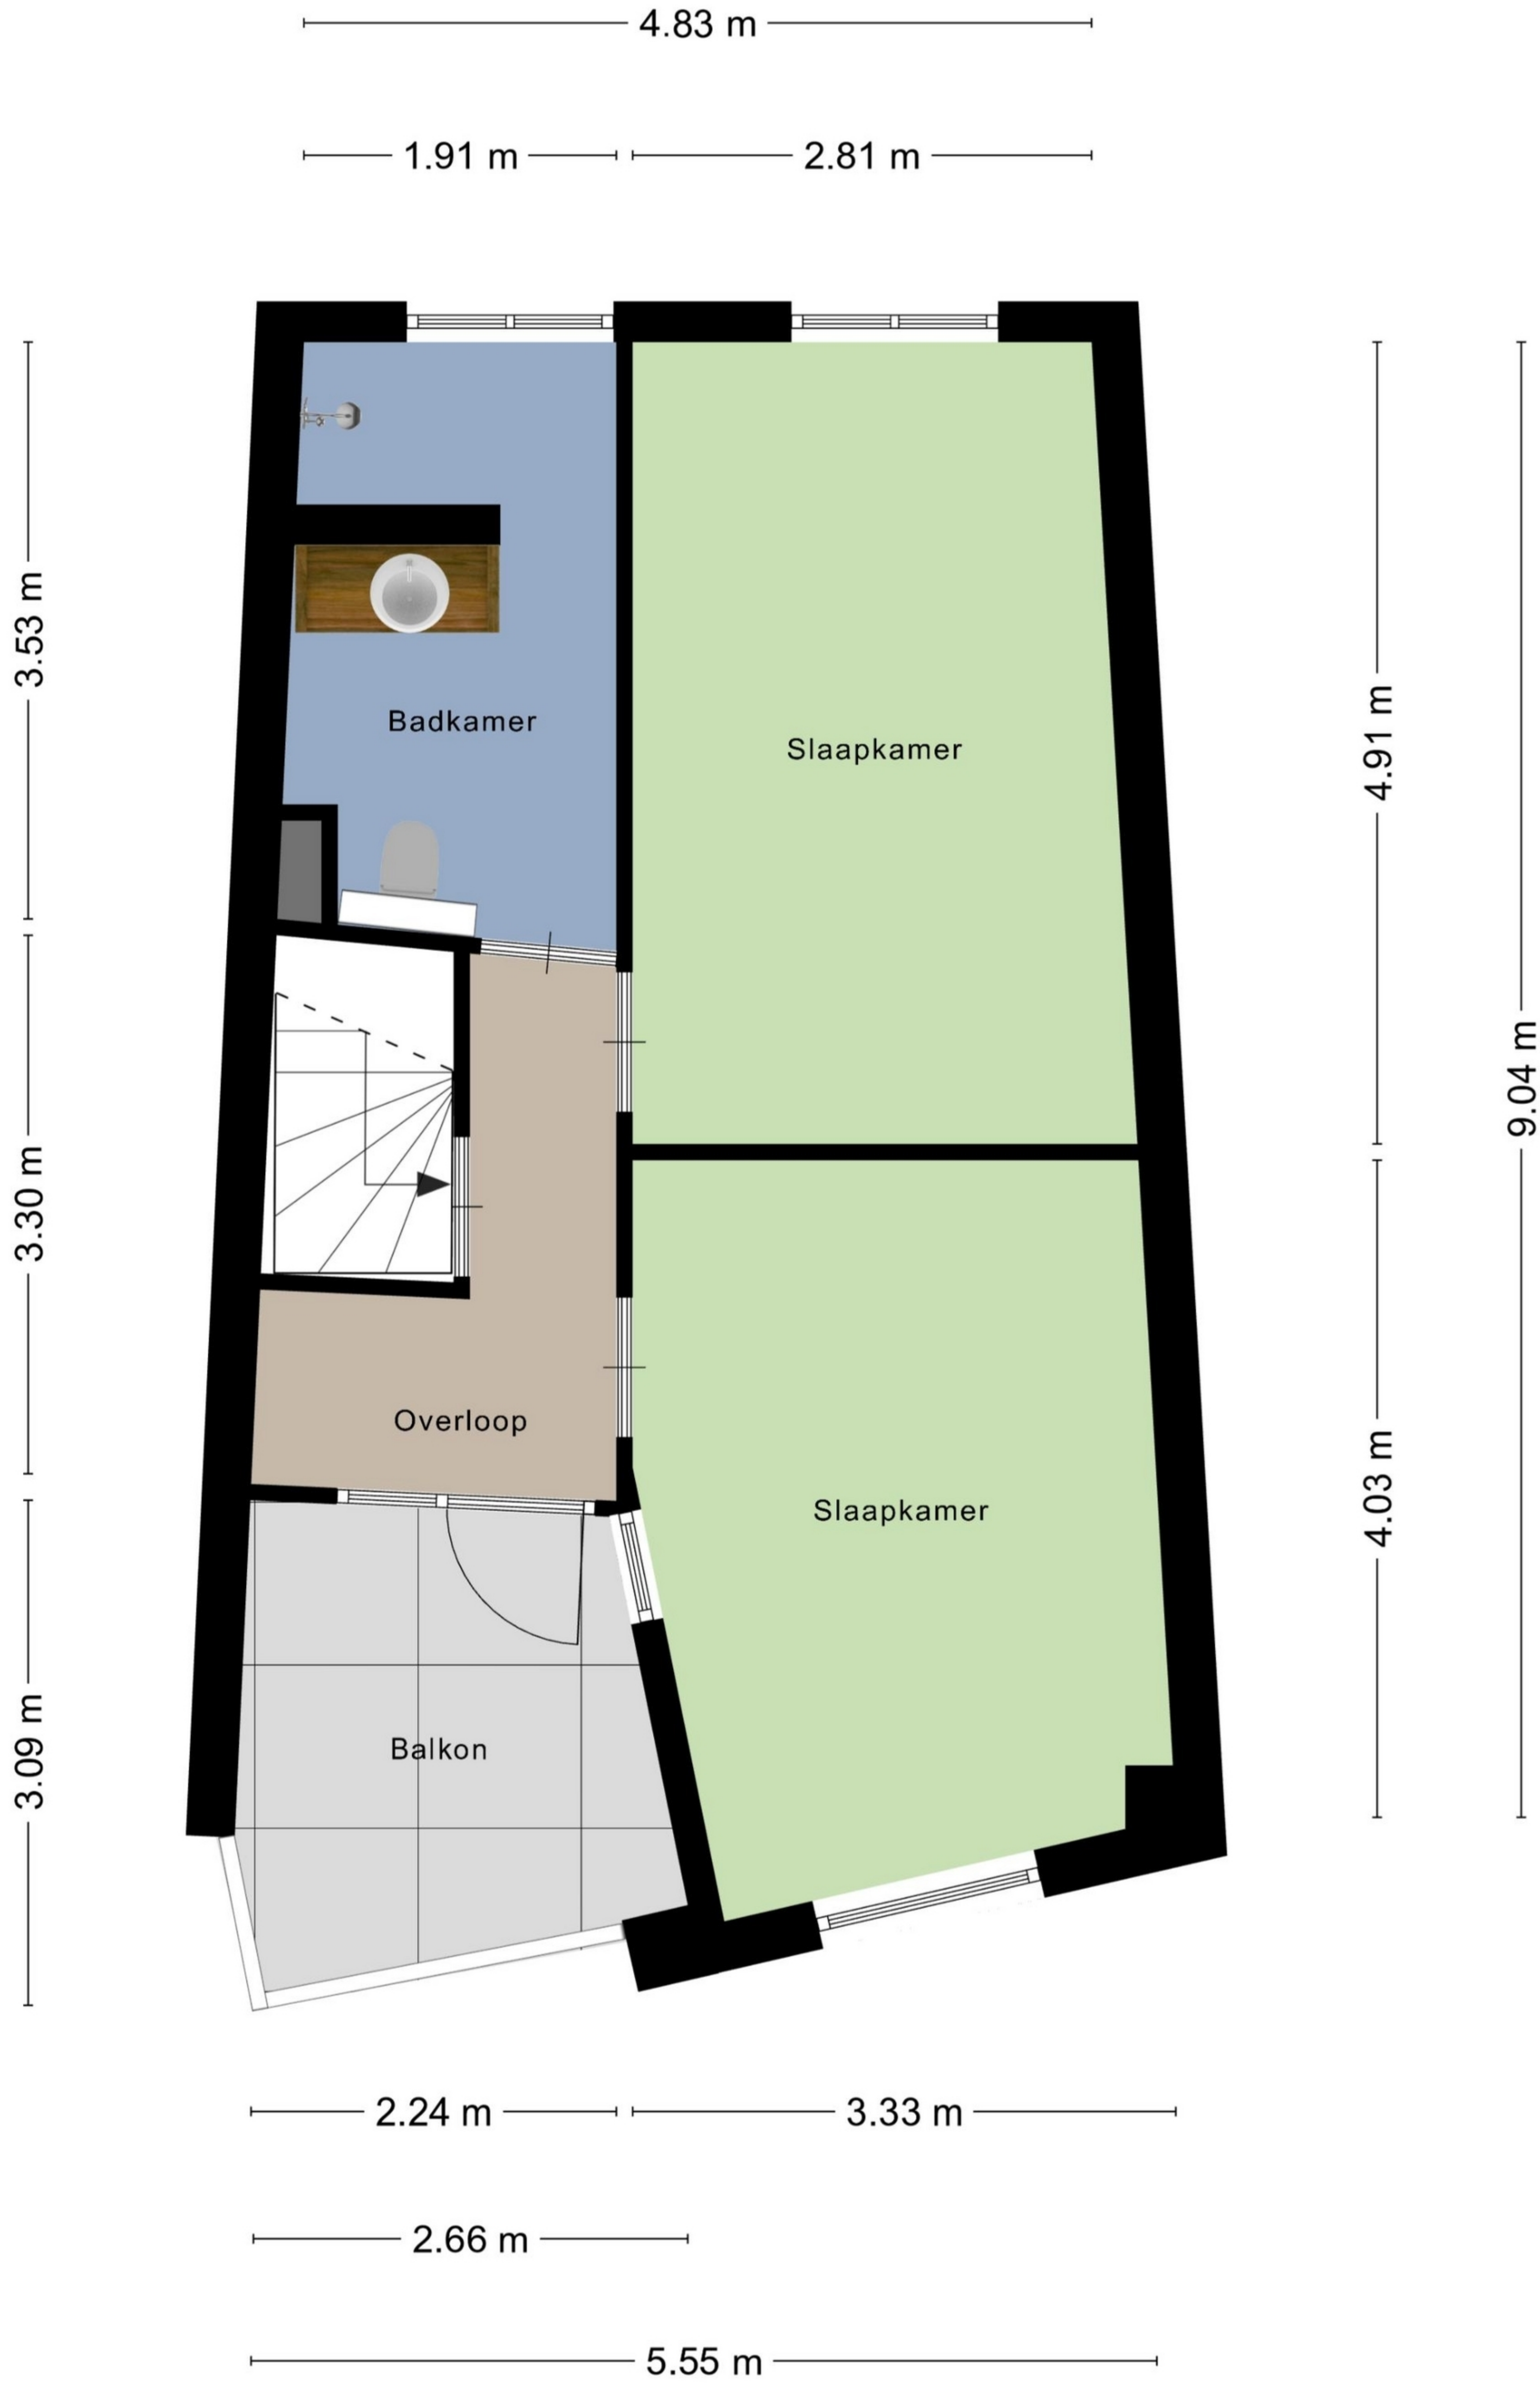 4.83 m
1.91 m
2.81 m
3.53 m
Badkamer
Slaapkamer
4.91 m
9.04 m
3.30 m
Overloop
4.03 m
Slaapkamer
3.09 m
Balkon
2.24 m
3.33 m
2.66 m
5.55 m